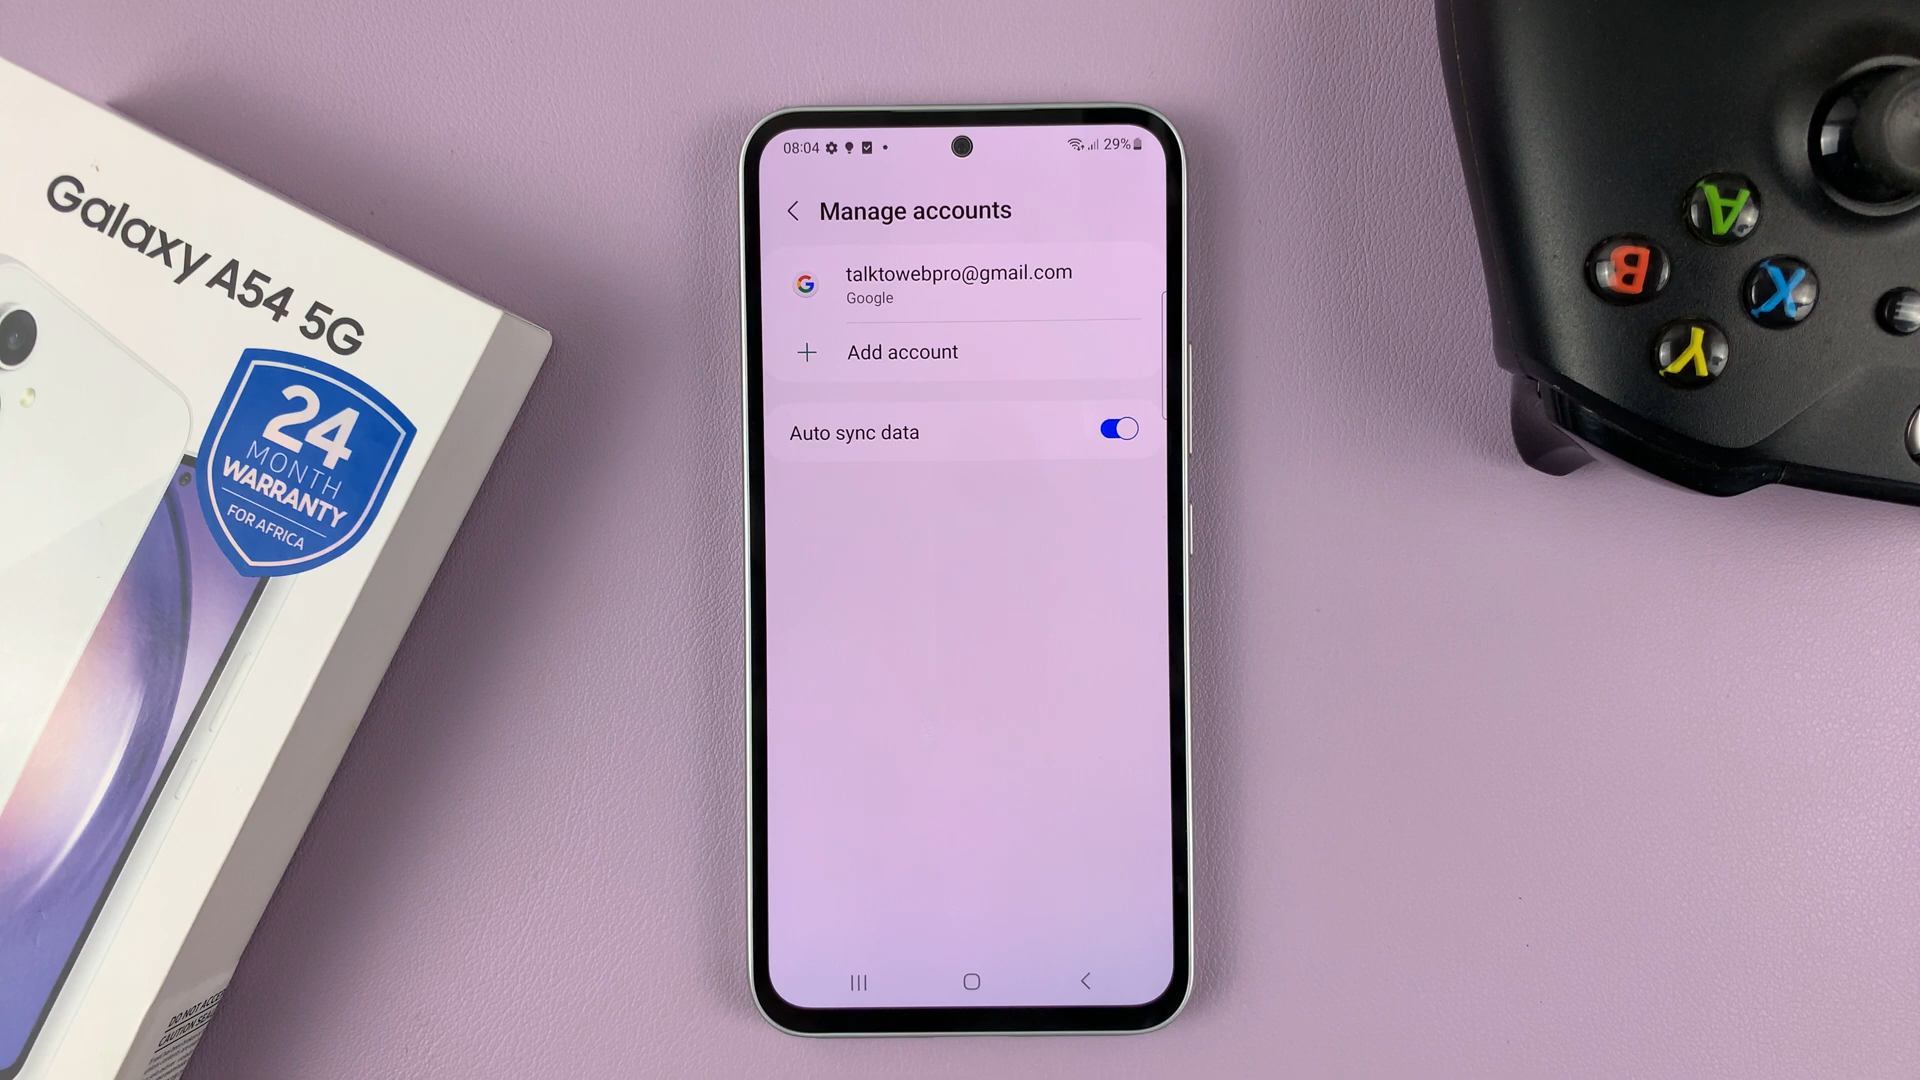 Galaxy A54 5G
24
MONTH
WARRANTY
FOR AFRICA
08:04
29%
Manage accounts
talktowebpro@gmail.com
Google
Add account
Auto sync data
A
B
X
Y